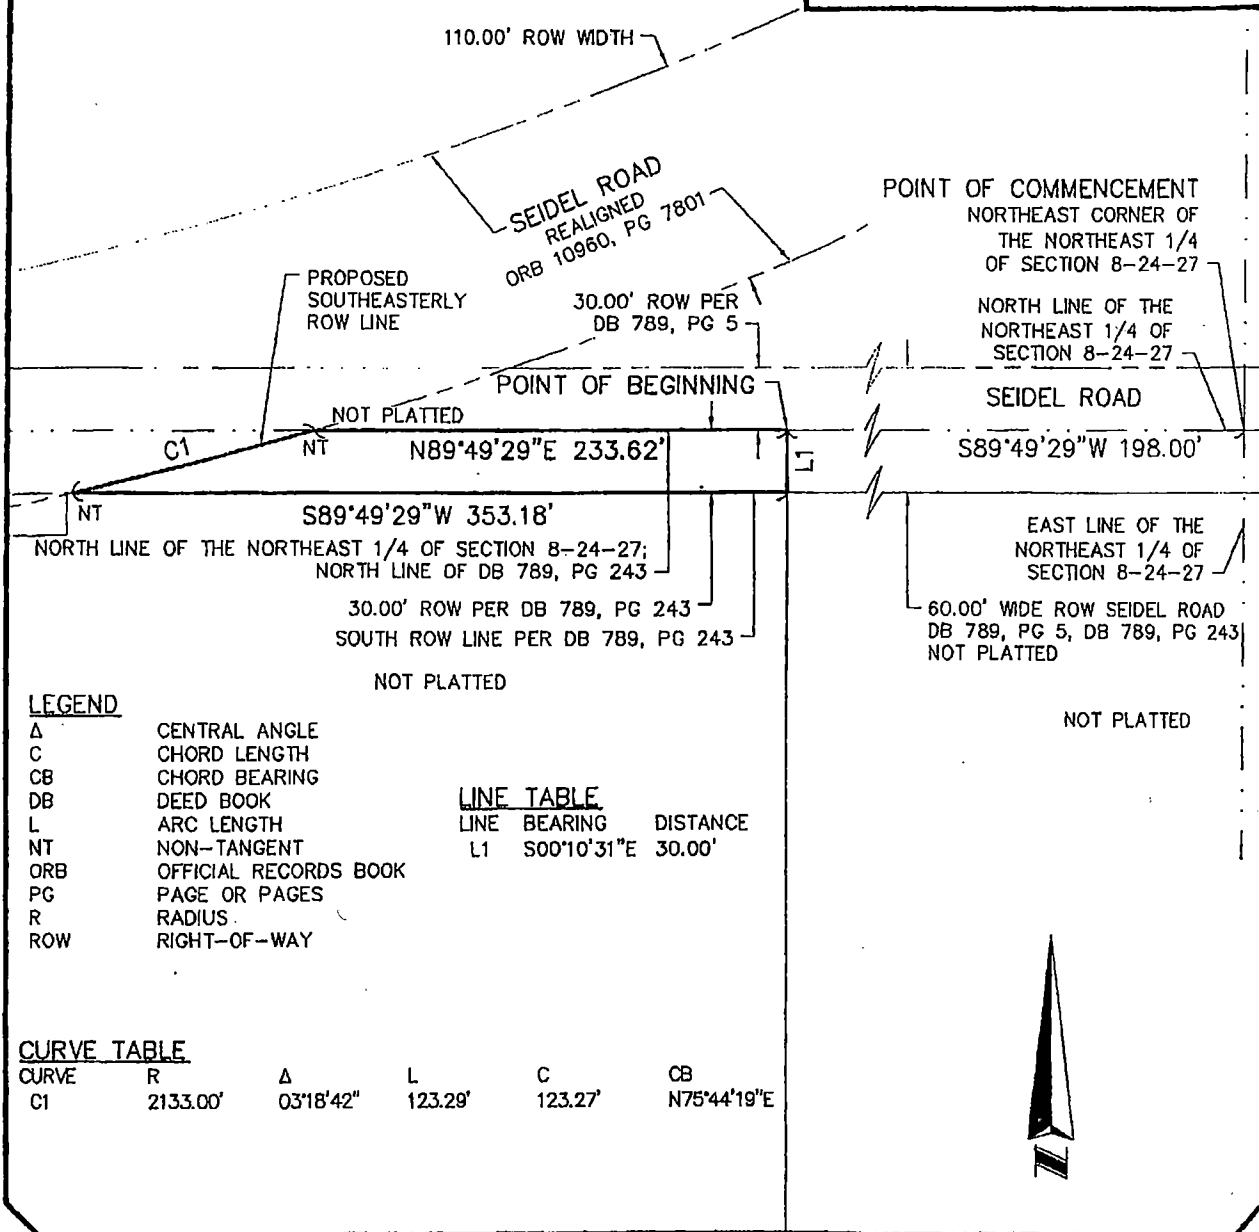 110.00' ROW WIDTH
SEIDEL ROAD
REALIGNED
ORB 10960, PG 7801
POINT OF COMMENCEMENT
NORTHEAST CORNER OF
THE NORTHEAST 1/4
OF SECTION 8-24-27
PROPOSED
SOUTHEASTERLY
ROW LINE
30.00' ROW PER
DB 789, PG 5
NORTH LINE OF THE
NORTHEAST 1/4 OF
SECTION 8-24-27
POINT OF BEGINNING
SEIDEL ROAD
NOT PLATTED
C1
NT
N89°49'29"E 233.62'
L1
S89°49'29"W 198.00'
NT
S89°49'29"W 353.18'
NORTH LINE OF THE NORTHEAST 1/4 OF SECTION 8-24-27;
NORTH LINE OF DB 789, PG 243
EAST LINE OF THE
NORTHEAST 1/4 OF
SECTION 8-24-27
30.00' ROW PER DB 789, PG 243
SOUTH ROW LINE PER DB 789, PG 243
60.00' WIDE ROW SEIDEL ROAD
DB 789, PG 5, DB 789, PG 243
NOT PLATTED
NOT PLATTED
NOT PLATTED
LEGEND
Δ CENTRAL ANGLE
C CHORD LENGTH
CB CHORD BEARING
DB DEED BOOK
L ARC LENGTH
NT NON-TANGENT
ORB OFFICIAL RECORDS BOOK
PG PAGE OR PAGES
R RADIUS
ROW RIGHT-OF-WAY
LINE TABLE
LINE BEARING DISTANCE
L1 S00°10'31"E 30.00'
CURVE TABLE
CURVE R Δ L C CB
C1 2133.00' 03°18'42" 123.29' 123.27' N75°44'19"E
N